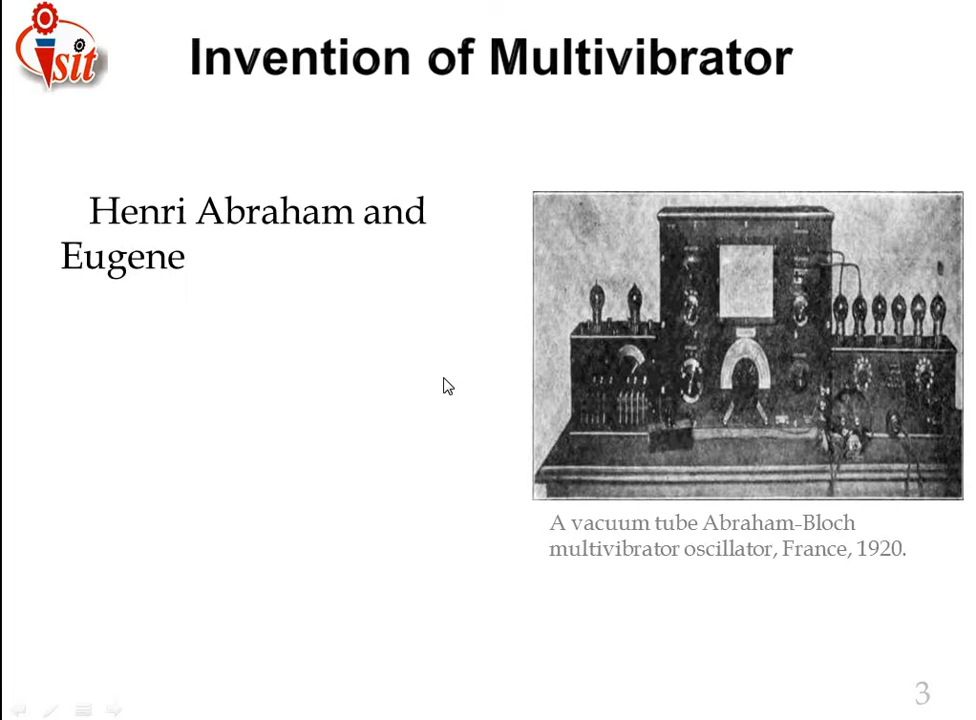 sit
Invention of Multivibrator
Henri Abraham and
Eugene
A vacuum tube Abraham-Bloch
multivibrator oscillator, France, 1920.
3